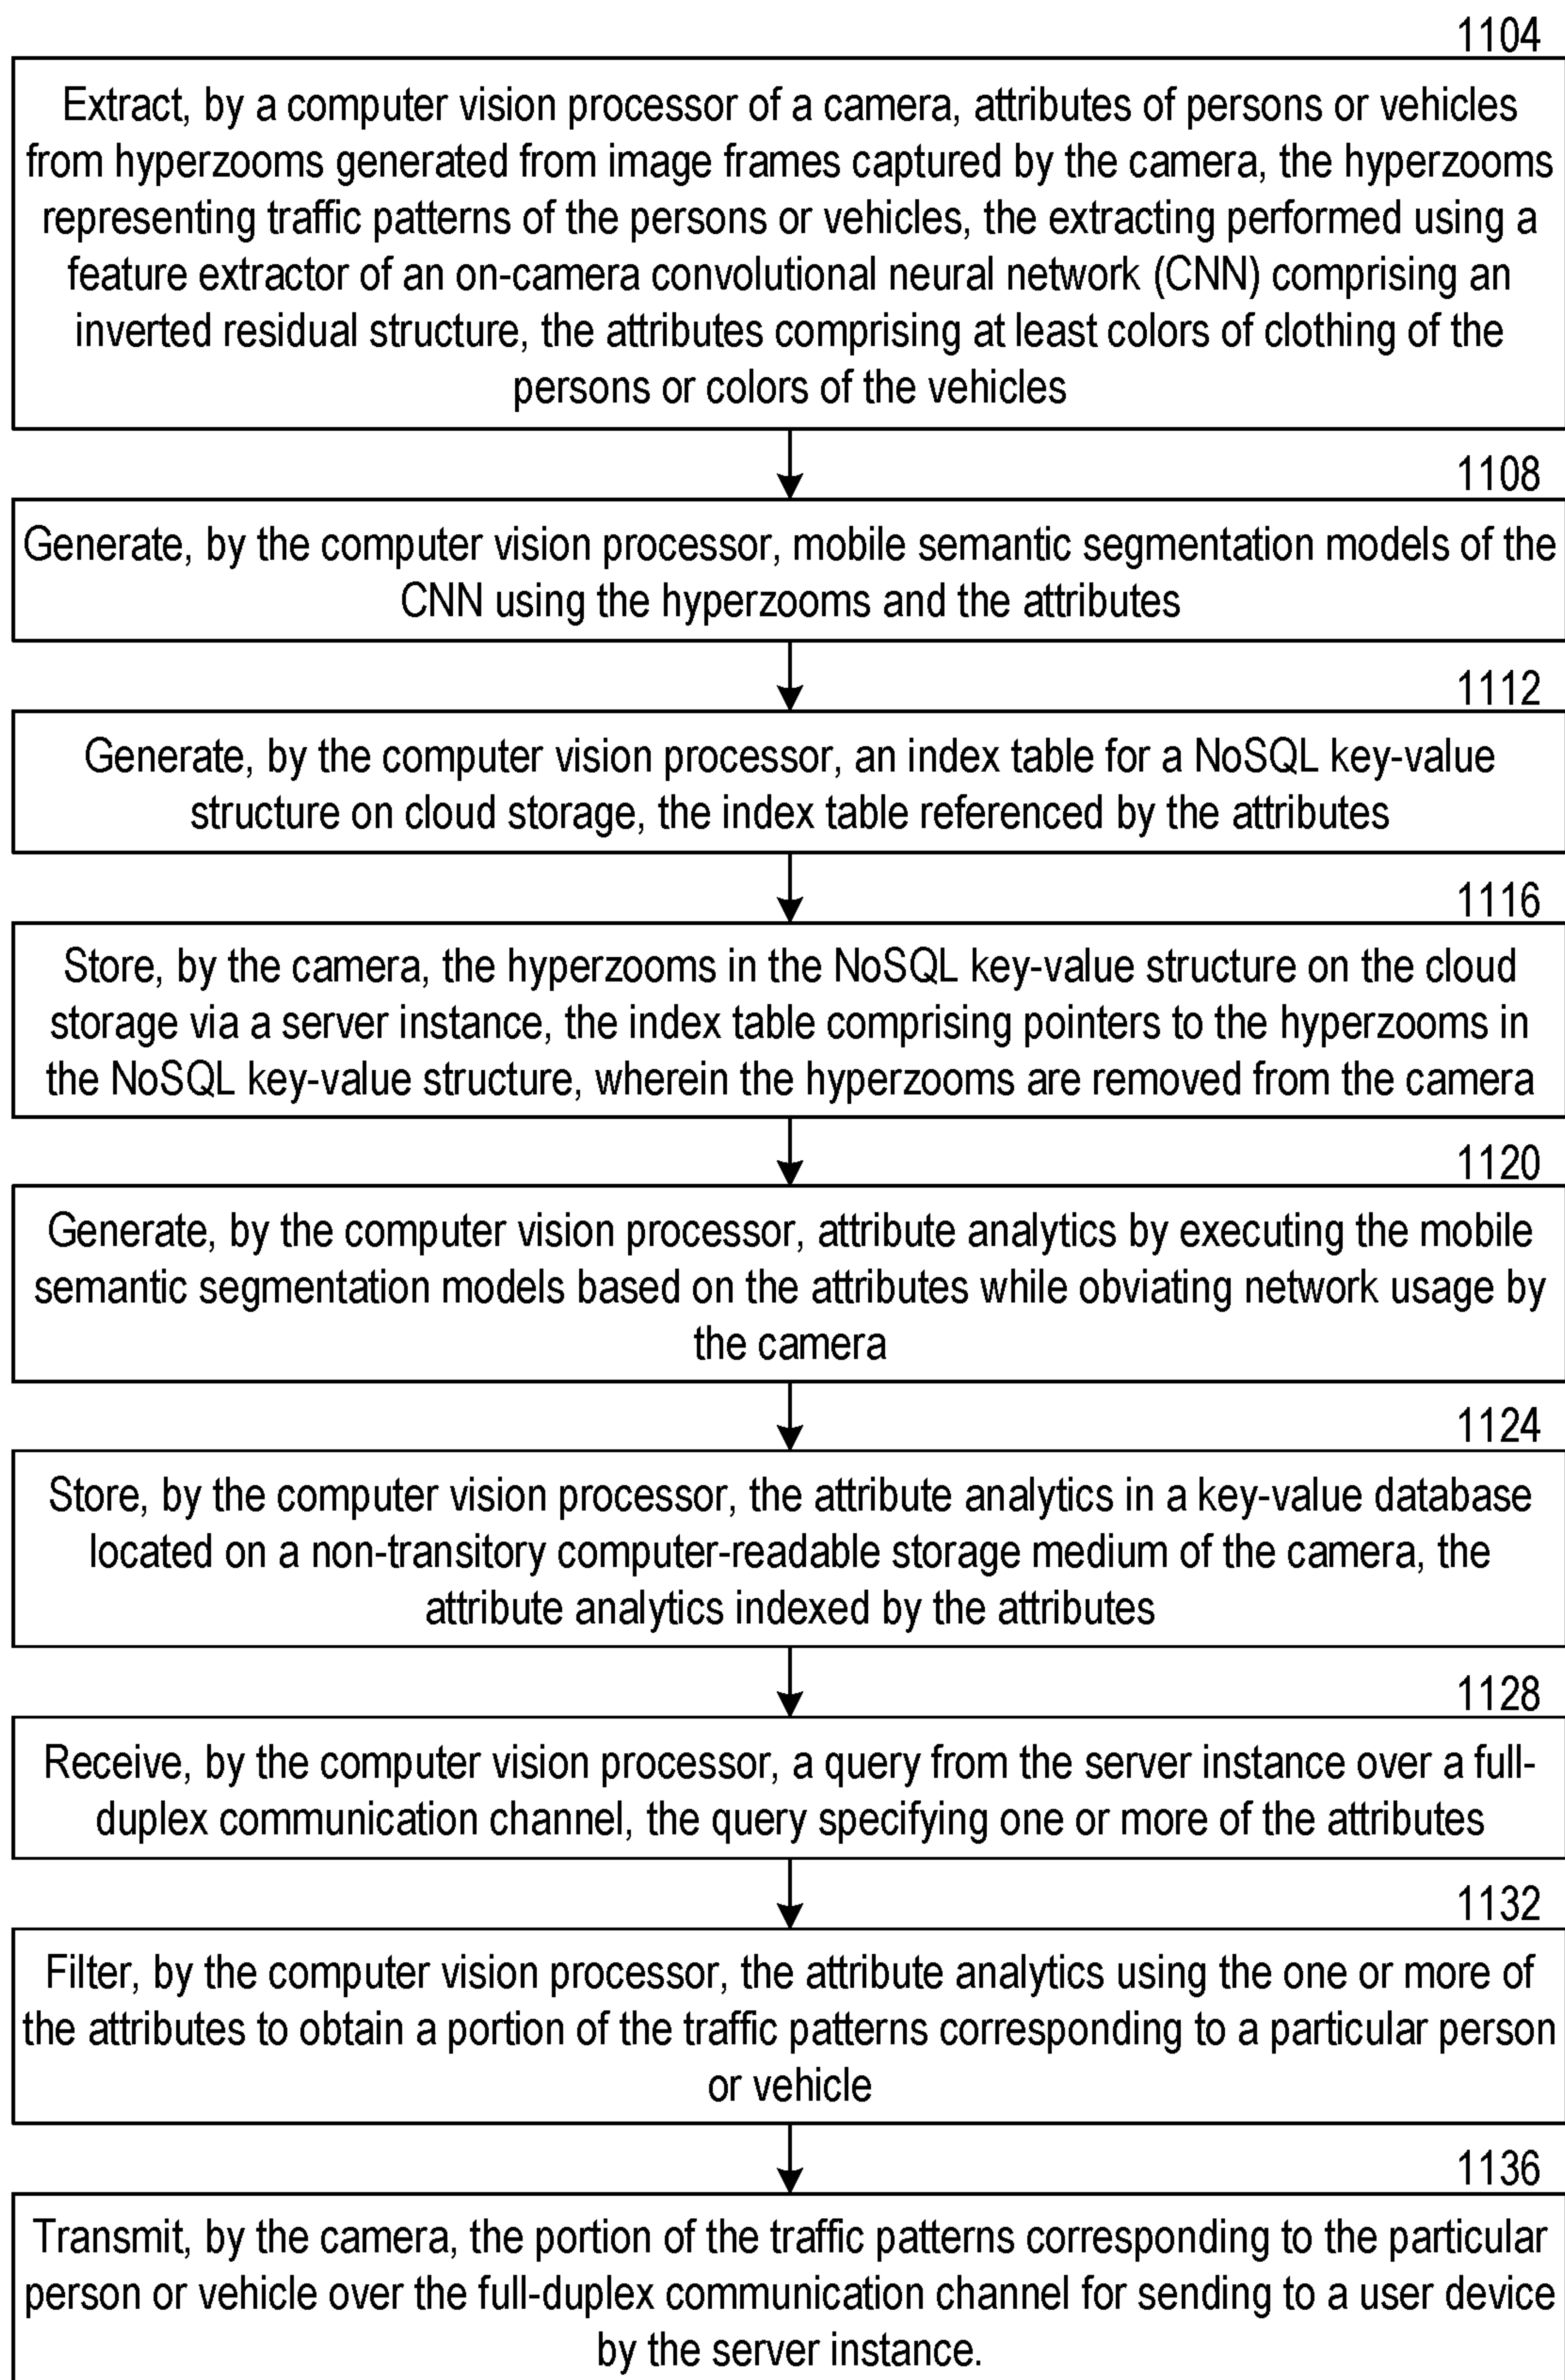 1104
Extract, by a computer vision processor of a camera, attributes of persons or vehicles
from hyperzooms generated from image frames captured by the camera, the hyperzooms
representing traffic patterns of the persons or vehicles, the extracting performed using a
feature extractor of an on-camera convolutional neural network (CNN) comprising an
inverted residual structure, the attributes comprising at least colors of clothing of the
persons or colors of the vehicles
1108
Generate, by the computer vision processor, mobile semantic segmentation models of the
CNN using the hyperzooms and the attributes
1112
Generate, by the computer vision processor, an index table for a NoSQL key-value
structure on cloud storage, the index table referenced by the attributes
1116
Store, by the camera, the hyperzooms in the NoSQL key-value structure on the cloud
storage via a server instance, the index table comprising pointers to the hyperzooms in
the NoSQL key-value structure, wherein the hyperzooms are removed from the camera
1120
Generate, by the computer vision processor, attribute analytics by executing the mobile
semantic segmentation models based on the attributes while obviating network usage by
the camera
1124
Store, by the computer vision processor, the attribute analytics in a key-value database
located on a non-transitory computer-readable storage medium of the camera, the
attribute analytics indexed by the attributes
1128
Receive, by the computer vision processor, a query from the server instance over a full-
duplex communication channel, the query specifying one or more of the attributes
1132
Filter, by the computer vision processor, the attribute analytics using the one or more of
the attributes to obtain a portion of the traffic patterns corresponding to a particular person
or vehicle
1136
Transmit, by the camera, the portion of the traffic patterns corresponding to the particular
person or vehicle over the full-duplex communication channel for sending to a user device
by the server instance.